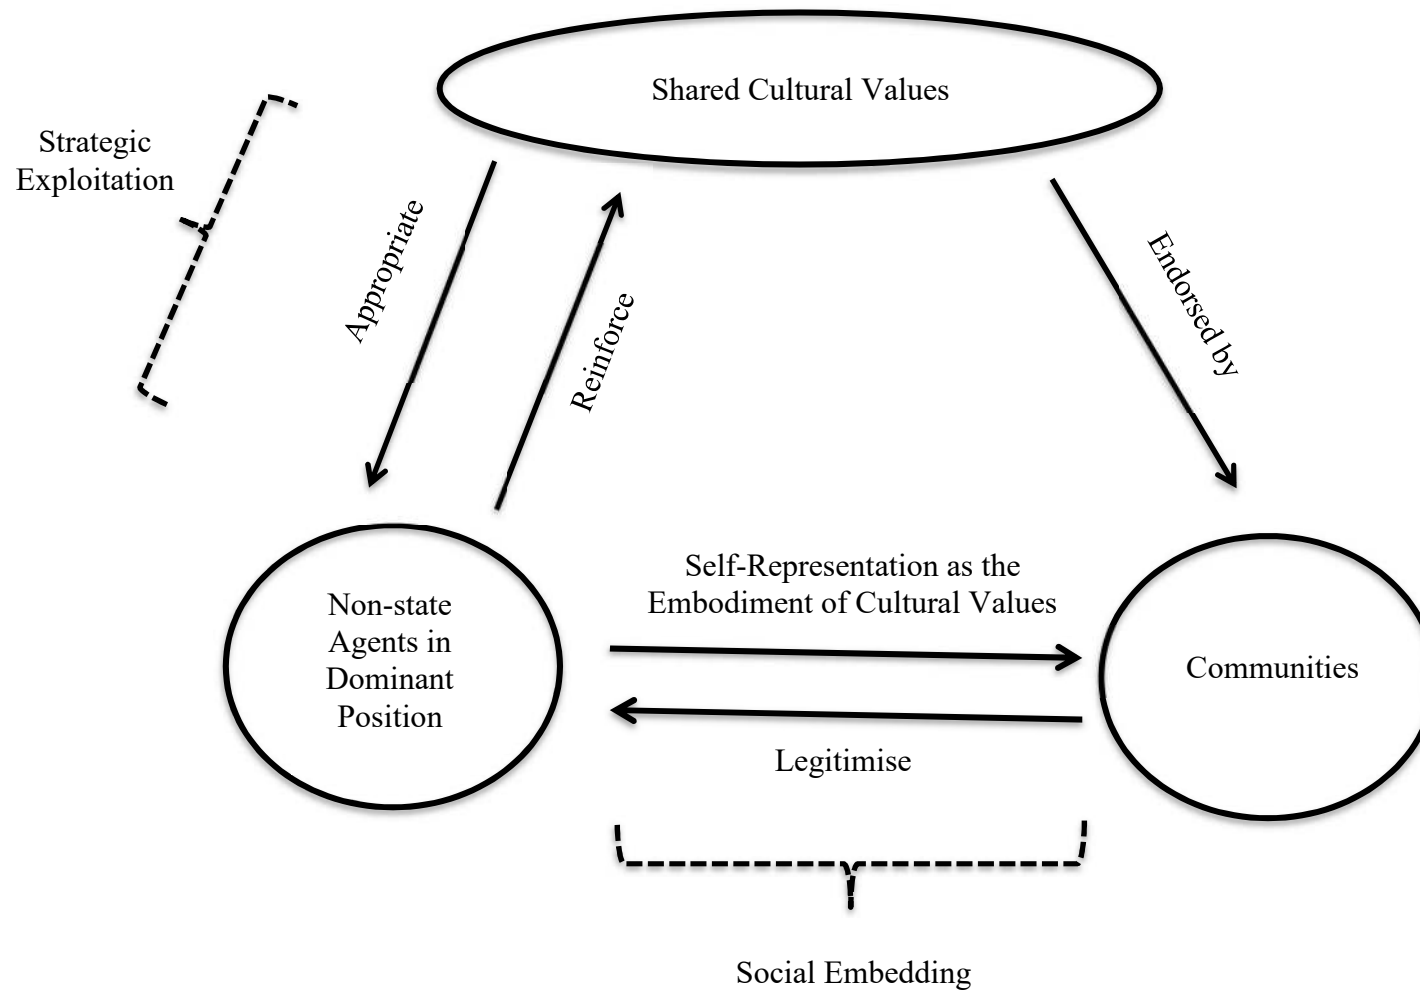 Shared Cultural Values
Strategic
Exploitation
Appropriate
Reinforce
Endorsed by
Self-Representation as the
Embodiment of Cultural Values
Non-state
Agents in
Dominant
Position
Communities
Legitimise
Social Embedding